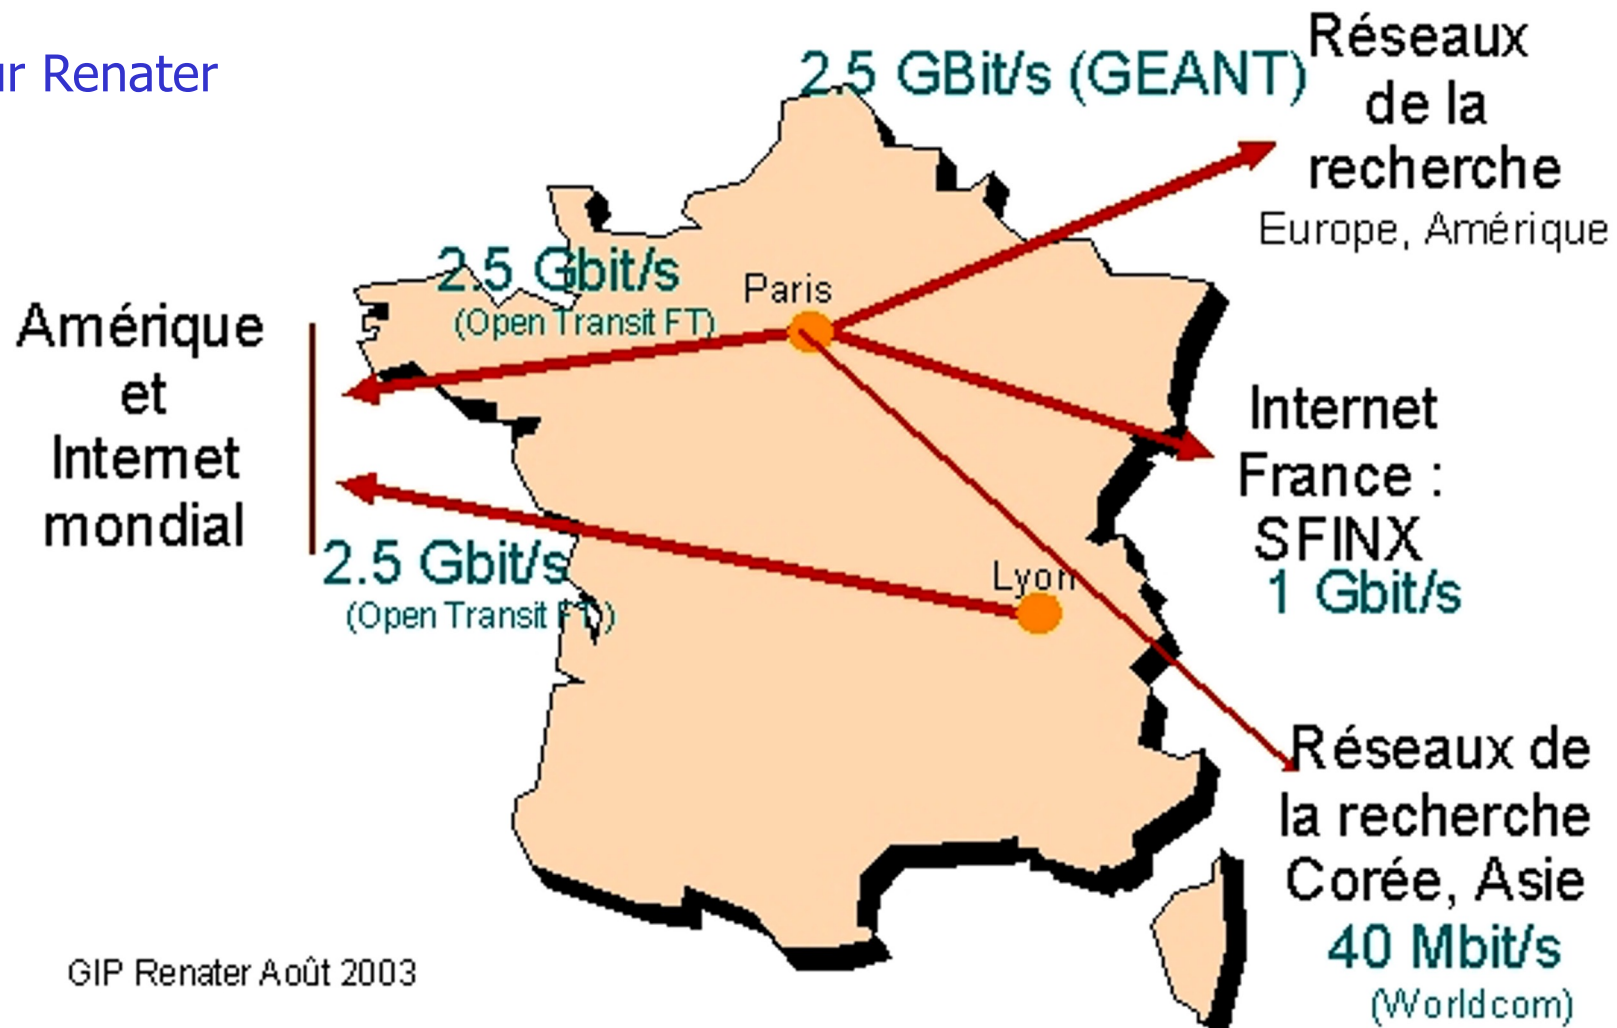 ur Renater
2.5 GBit/s (GEANT)
Réseaux
de la
recherche
Europe, Amérique
2.5 Gbit/s
(Open Transit FT)
Paris
Amérique
et
Internet
mondial
Internet
France :
SFINX
1 Gbit/s
2.5 Gbit/s
(Open Transit FT)
Lyon
Réseaux de
la recherche
Corée, Asie
40 Mbit/s
(Worldcom)
GIP Renater Août 2003